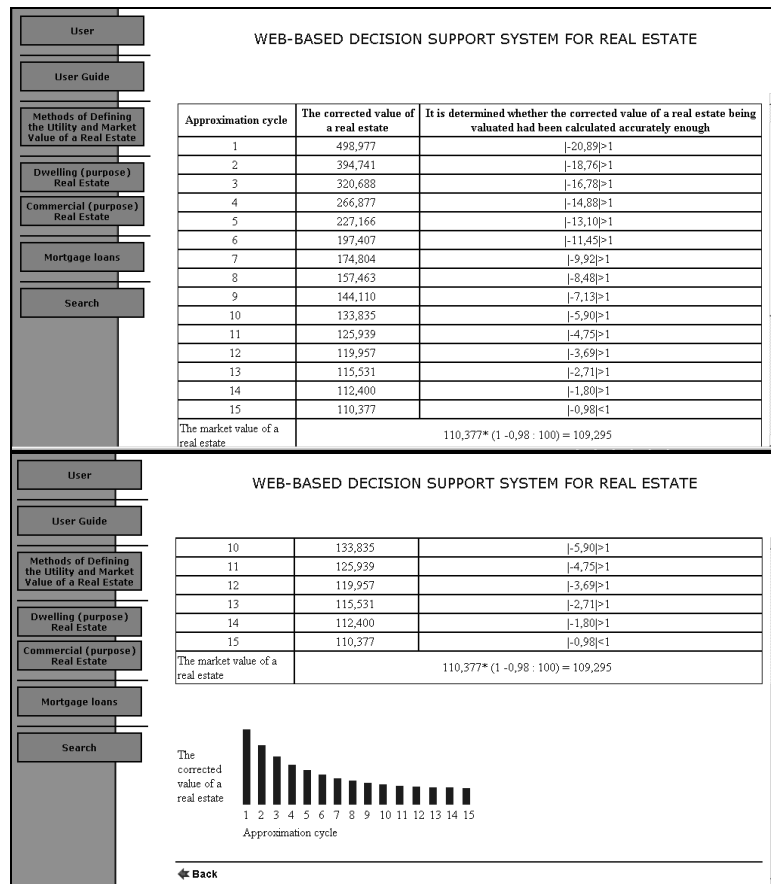 User
User Guide
Methods of Defining
the Utility and Market
Value of a Real Estate
Dwelling (purpose)
Real Estate
Commercial (purpose)
Real Estate
Mortgage loans
Search
WEB-BASED DECISION SUPPORT SYSTEM FOR REAL ESTATE
Approximation cycle The corrected value of a real estate It is determined whether the corrected value of a real estate being valuated had been calculated accurately enough
1 498,977 |-20,89|>1
2 394,741 |-18,76|>1
3 320,688 |-16,78|>1
4 266,877 |-14,88|>1
5 227,166 |-13,10|>1
6 197,407 |-11,45|>1
7 174,804 |-9,92|>1
8 157,463 |-8,48|>1
9 144,110 |-7,13|>1
10 133,835 |-5,90|>1
11 125,939 |-4,75|>1
12 119,957 |-3,69|>1
13 115,531 |-2,71|>1
14 112,400 |-1,80|>1
15 110,377 |-0,98|<1
The market value of a
real estate
110,377* (1 -0,98 : 100) = 109,295
User
User Guide
Methods of Defining
the Utility and Market
Value of a Real Estate
Dwelling (purpose)
Real Estate
Commercial (purpose)
Real Estate
Mortgage loans
Search
WEB-BASED DECISION SUPPORT SYSTEM FOR REAL ESTATE
10 133,835 |-5,90|>1
11 125,939 |-4,75|>1
12 119,957 |-3,69|>1
13 115,531 |-2,71|>1
14 112,400 |-1,80|>1
15 110,377 |-0,98|<1
The market value of a
real estate
110,377* (1 -0,98 : 100) = 109,295
The
corrected
value of a
real estate
1 2 3 4 5 6 7 8 9 10 11 12 13 14 15
Approximation cycle
Back